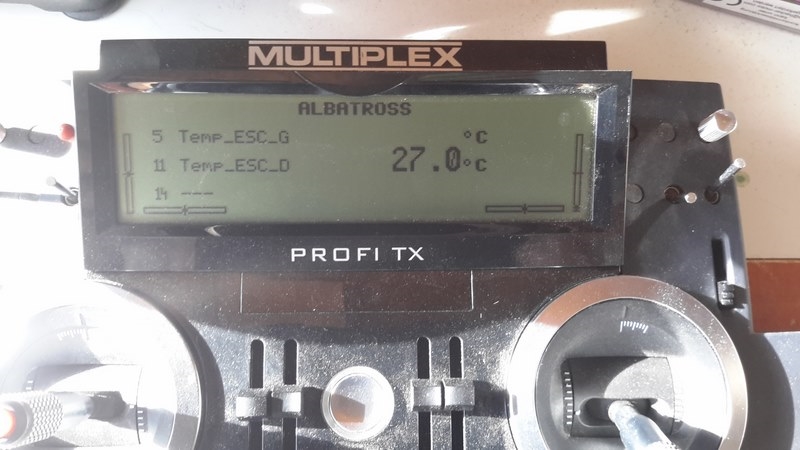 MULTIPLEX
ALBATROSS
5 Temp_ESC_G °C
11 Temp_ESC_D 27.0°C
14 ---
PROFI TX